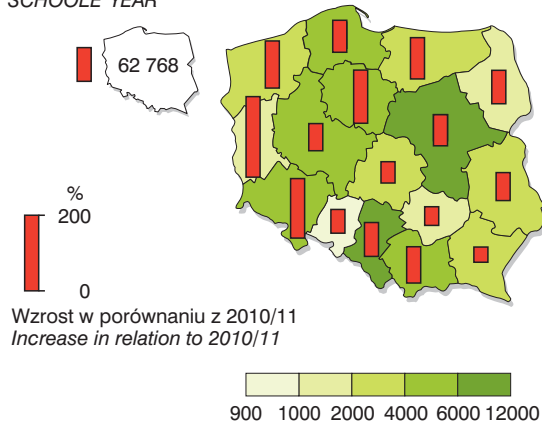 SCHOOLE YEAR
62 768
%
200
0
Wzrost w porównaniu z 2010/11
Increase in relation to 2010/11
900 1000 2000 4000 6000 12000